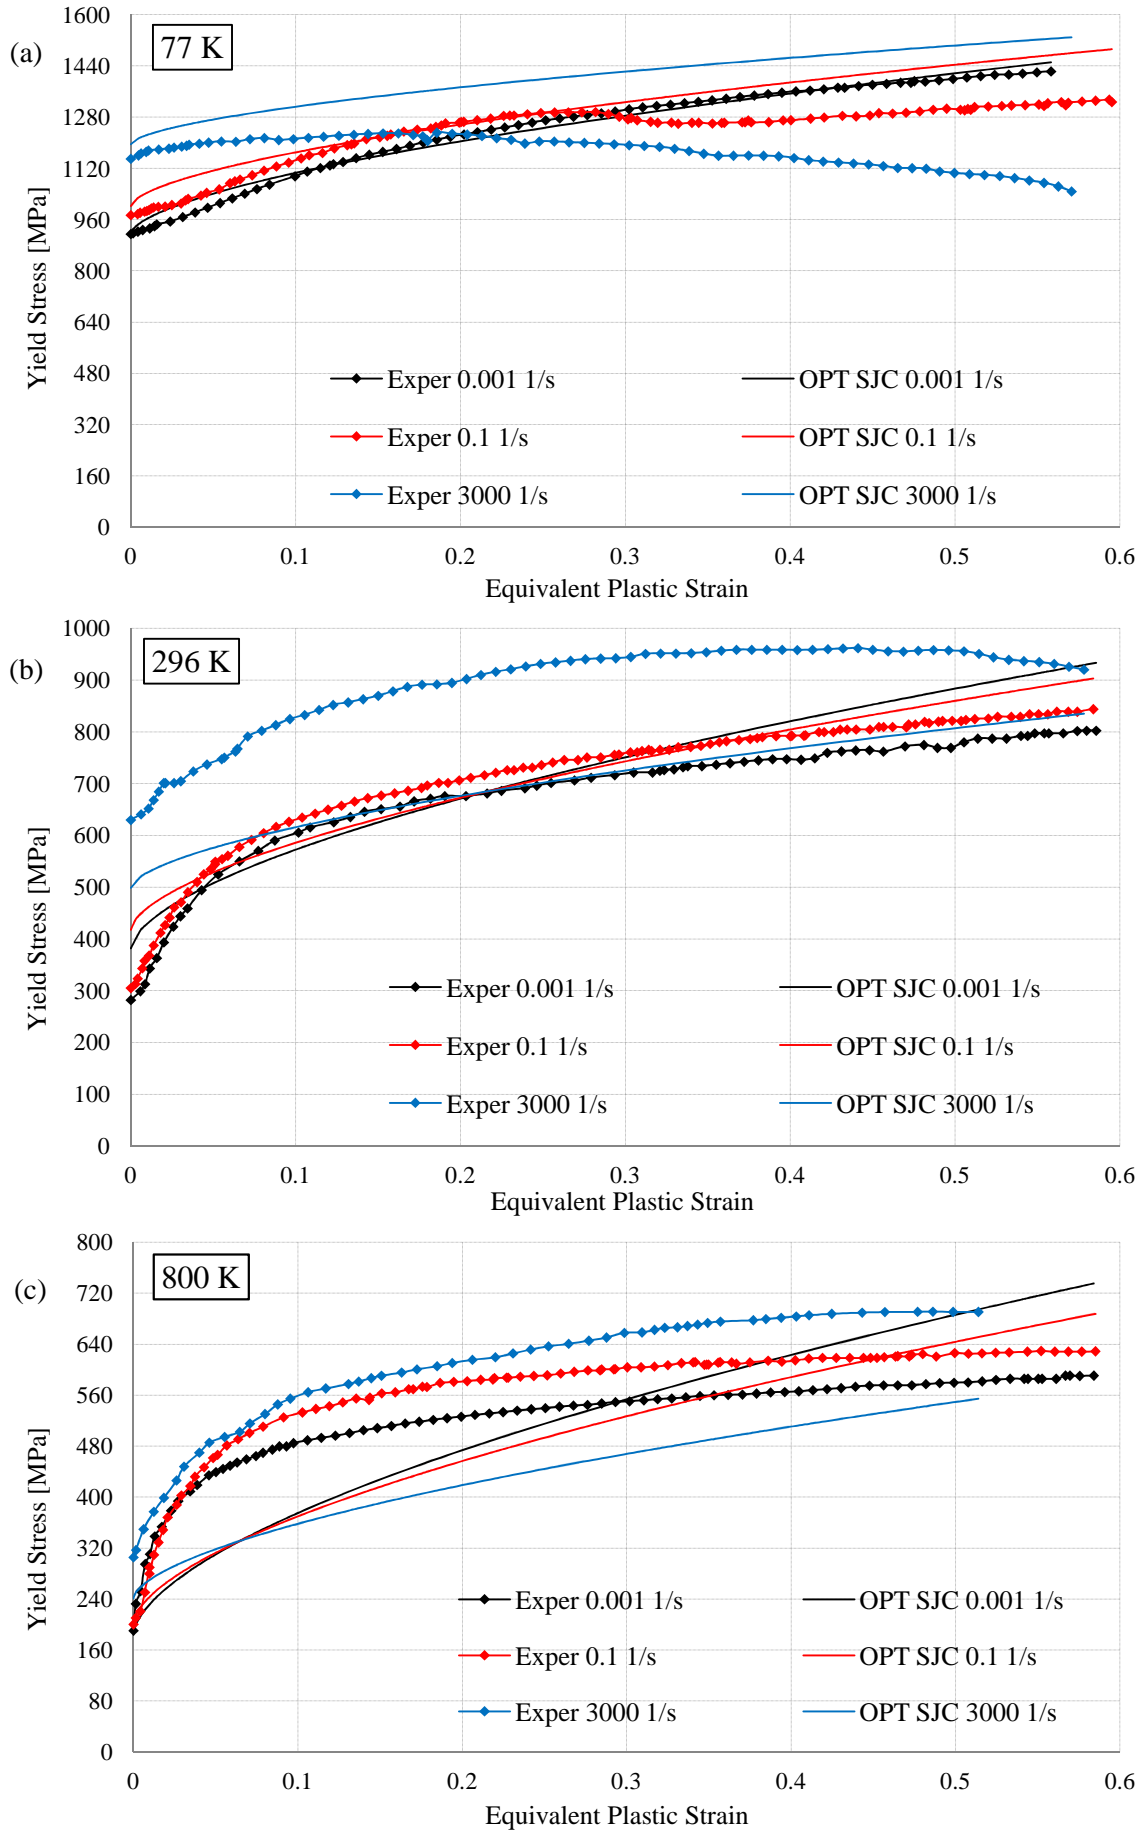 (a)
77 K
1600
1440
1280
1120
960
800
640
480
320
160
0
Yield Stress [MPa]
Exper 0.001 1/s
OPT SJC 0.001 1/s
Exper 0.1 1/s
OPT SJC 0.1 1/s
Exper 3000 1/s
OPT SJC 3000 1/s
0 0.1 0.2 0.3 0.4 0.5 0.6
Equivalent Plastic Strain
(b)
296 K
1000
900
800
700
600
500
400
300
200
100
0
Yield Stress [MPa]
Exper 0.001 1/s
OPT SJC 0.001 1/s
Exper 0.1 1/s
OPT SJC 0.1 1/s
Exper 3000 1/s
OPT SJC 3000 1/s
0 0.1 0.2 0.3 0.4 0.5 0.6
Equivalent Plastic Strain
(c)
800 K
800
720
640
560
480
400
320
240
160
80
0
Yield Stress [MPa]
Exper 0.001 1/s
OPT SJC 0.001 1/s
Exper 0.1 1/s
OPT SJC 0.1 1/s
Exper 3000 1/s
OPT SJC 3000 1/s
0 0.1 0.2 0.3 0.4 0.5 0.6
Equivalent Plastic Strain